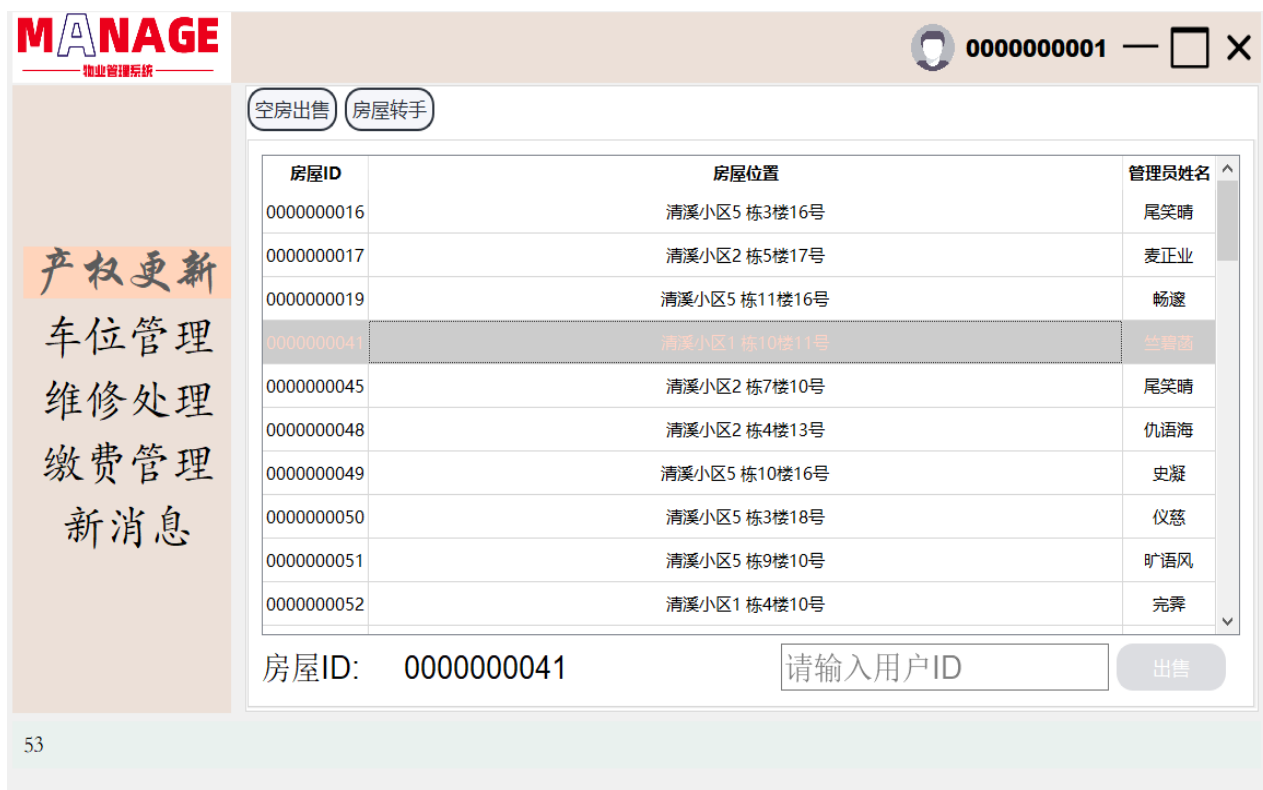 MANAGE
物业管理系统
0000000001
空房出售 房屋转手
房屋ID 房屋位置 管理员姓名
0000000016 清溪小区5 栋3楼16号 尾笑晴
0000000017 清溪小区2 栋5楼17号 麦正业
0000000019 清溪小区5 栋11楼16号 畅邃
0000000041 清溪小区1 栋10楼11号 竺碧菡
0000000045 清溪小区2 栋7楼10号 尾笑晴
0000000048 清溪小区2 栋4楼13号 仇语海
0000000049 清溪小区5 栋10楼16号 史凝
0000000050 清溪小区5 栋3楼18号 仪慈
0000000051 清溪小区5 栋9楼10号 旷语风
0000000052 清溪小区1 栋4楼10号 完霁
产权更新
车位管理
维修处理
缴费管理
新消息
房屋ID: 0000000041 请输入用户ID 出售
53